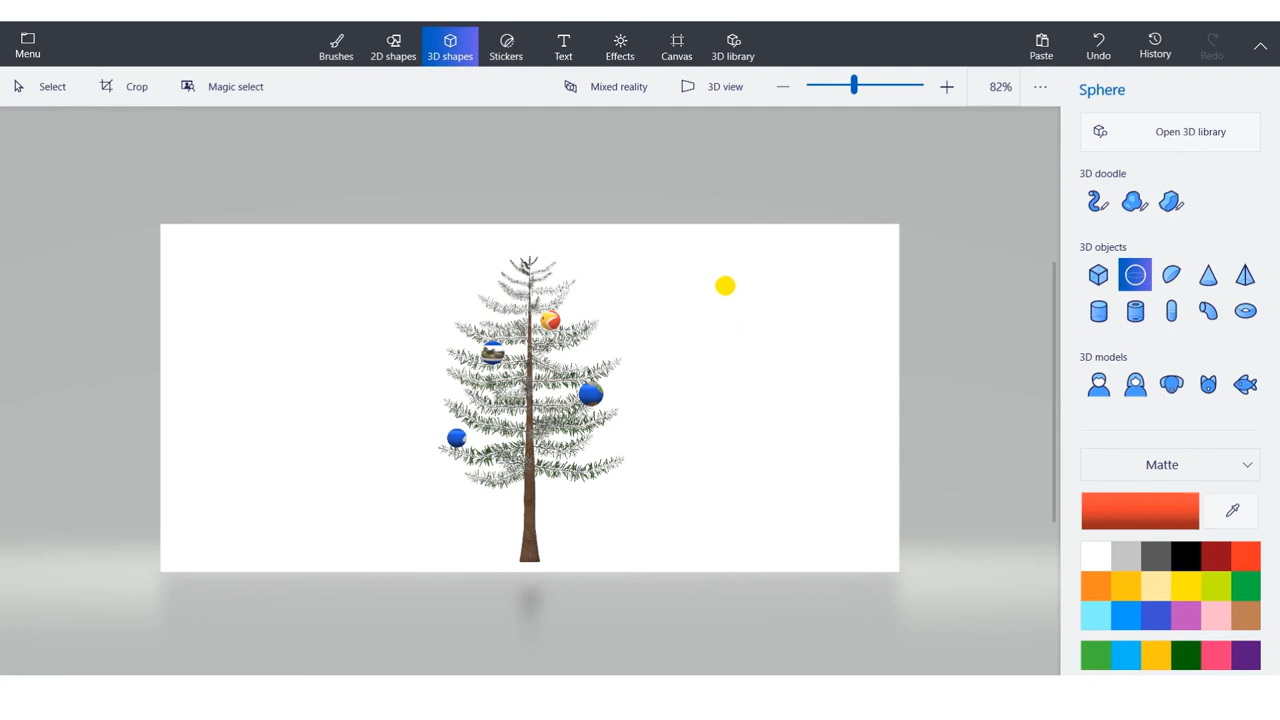 Menu
Brushes 2D shapes 3D shapes Stickers Text Effects Canvas 3D library
Paste Undo History Redo
Select Crop Magic select
Mixed reality 3D view 82%
Sphere
Open 3D library
3D doodle
3D objects
3D models
Matte